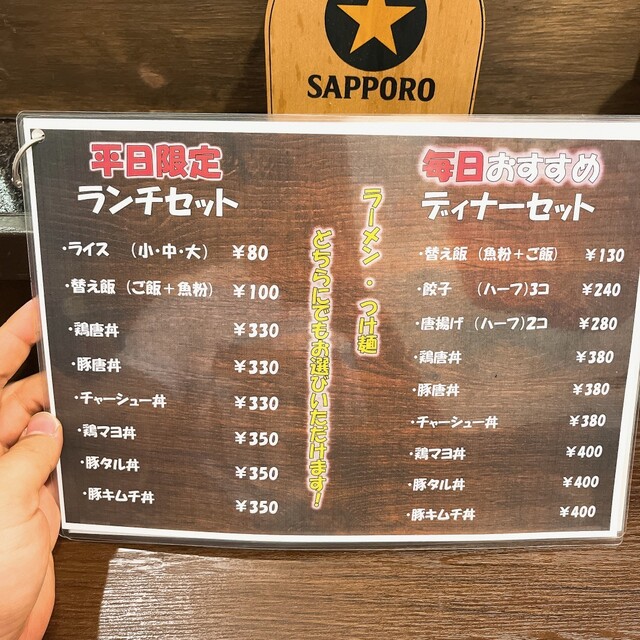 SAPPORO
平日限定
ランチセット
・ライス （小・中・大） ￥80
・替え飯（ご飯＋魚粉） ￥100
・鶏唐丼 ￥330
・豚唐丼 ￥330
・チャーシュー丼 ￥330
・鶏マヨ丼 ￥350
・豚タル丼 ￥350
・豚キムチ丼 ￥350
ラーメン・つけ麺
どちらにでもお選びいただけます！
毎日おすすめ
ディナーセット
・替え飯（魚粉＋ご飯） ￥130
・餃子 （ハーフ）3コ ￥240
・唐揚げ（ハーフ）2コ ￥280
・鶏唐丼 ￥380
・豚唐丼 ￥380
・チャーシュー丼 ￥380
・鶏マヨ丼 ￥400
・豚タル丼 ￥400
・豚キムチ丼 ￥400